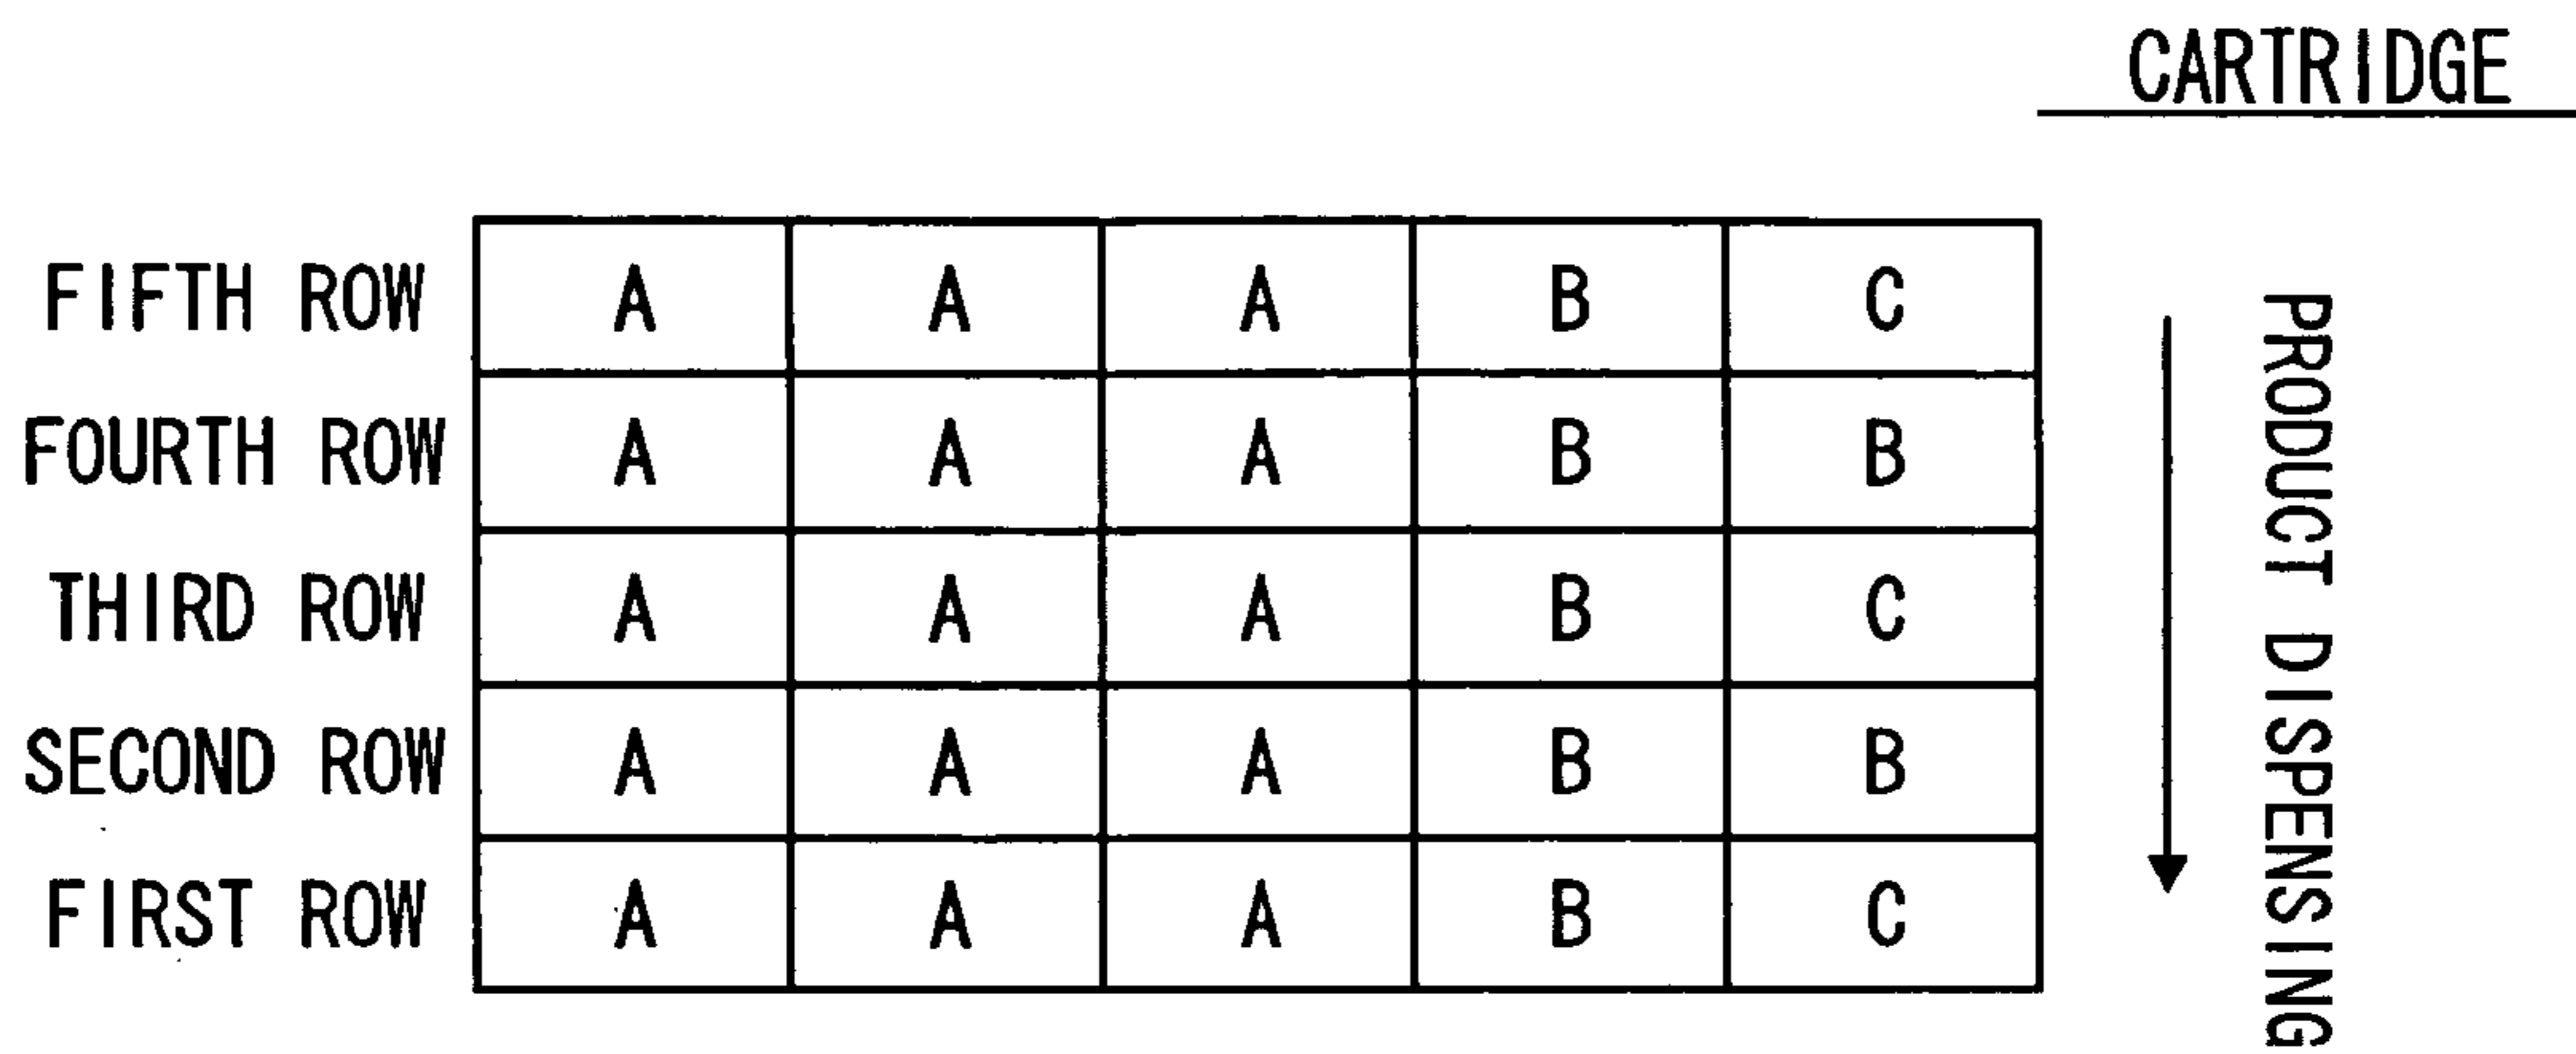 CARTRIDGE
FIFTH ROW A A A B C
FOURTH ROW A A A B B
THIRD ROW A A A B C
SECOND ROW A A A B B
FIRST ROW A A A B C
PRODUCT DISPENSING